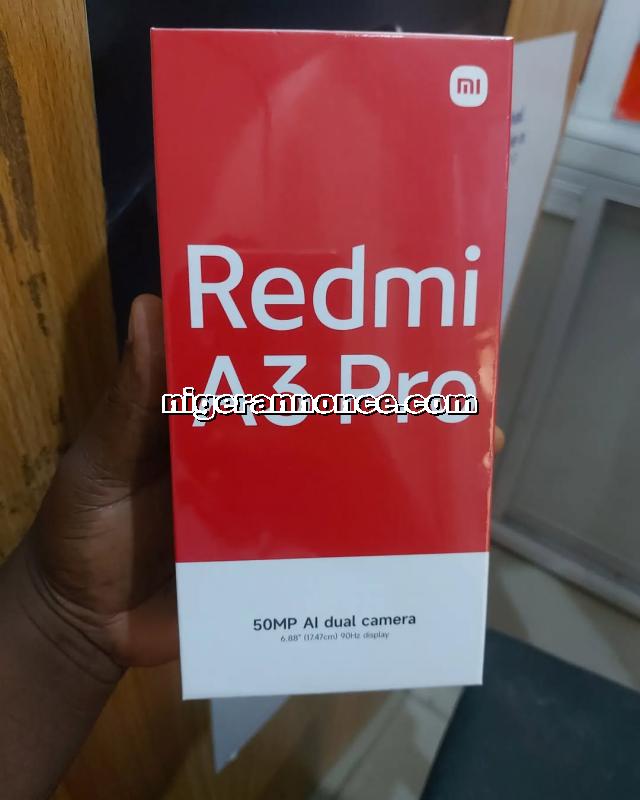 mi
Redmi
A3 Pro
nigerannonce.com
50MP AI dual camera
6.88" (17.47cm) 90Hz display